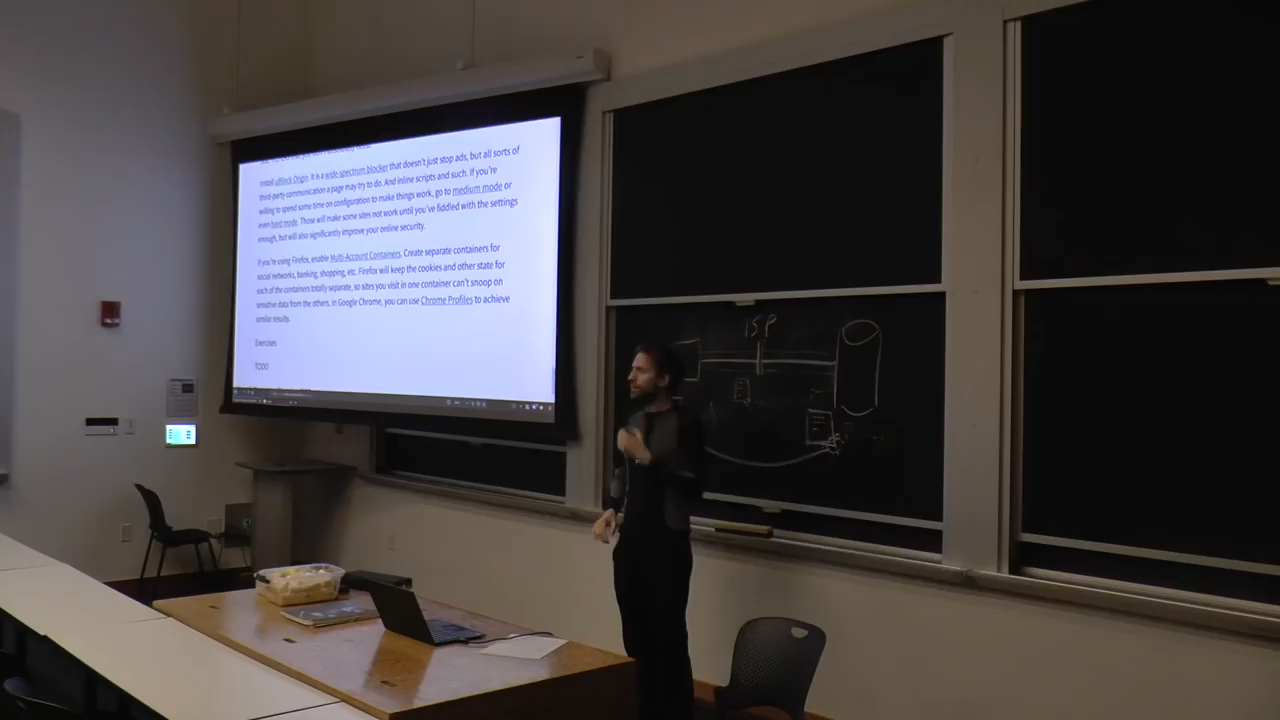 Install uBlock Origin. It is a wide-spectrum blocker that doesn't just stop ads, but all sorts of
third-party communication a page may try to do. And inline scripts and such. If you're
willing to spend some time on configuration to make things work, go to medium mode or
even hard mode. Those will make some sites not work until you've fiddled with the settings
enough, but will also significantly improve your online security.
If you're using Firefox, enable Multi-Account Containers. Create separate containers for
social networks, banking, shopping, etc. Firefox will keep the cookies and other state for
each of the containers totally separate, so sites you visit in one container can't snoop on
sensitive data from the others. In Google Chrome, you can use Chrome Profiles to achieve
similar results.
Exercises
TODO
ISP